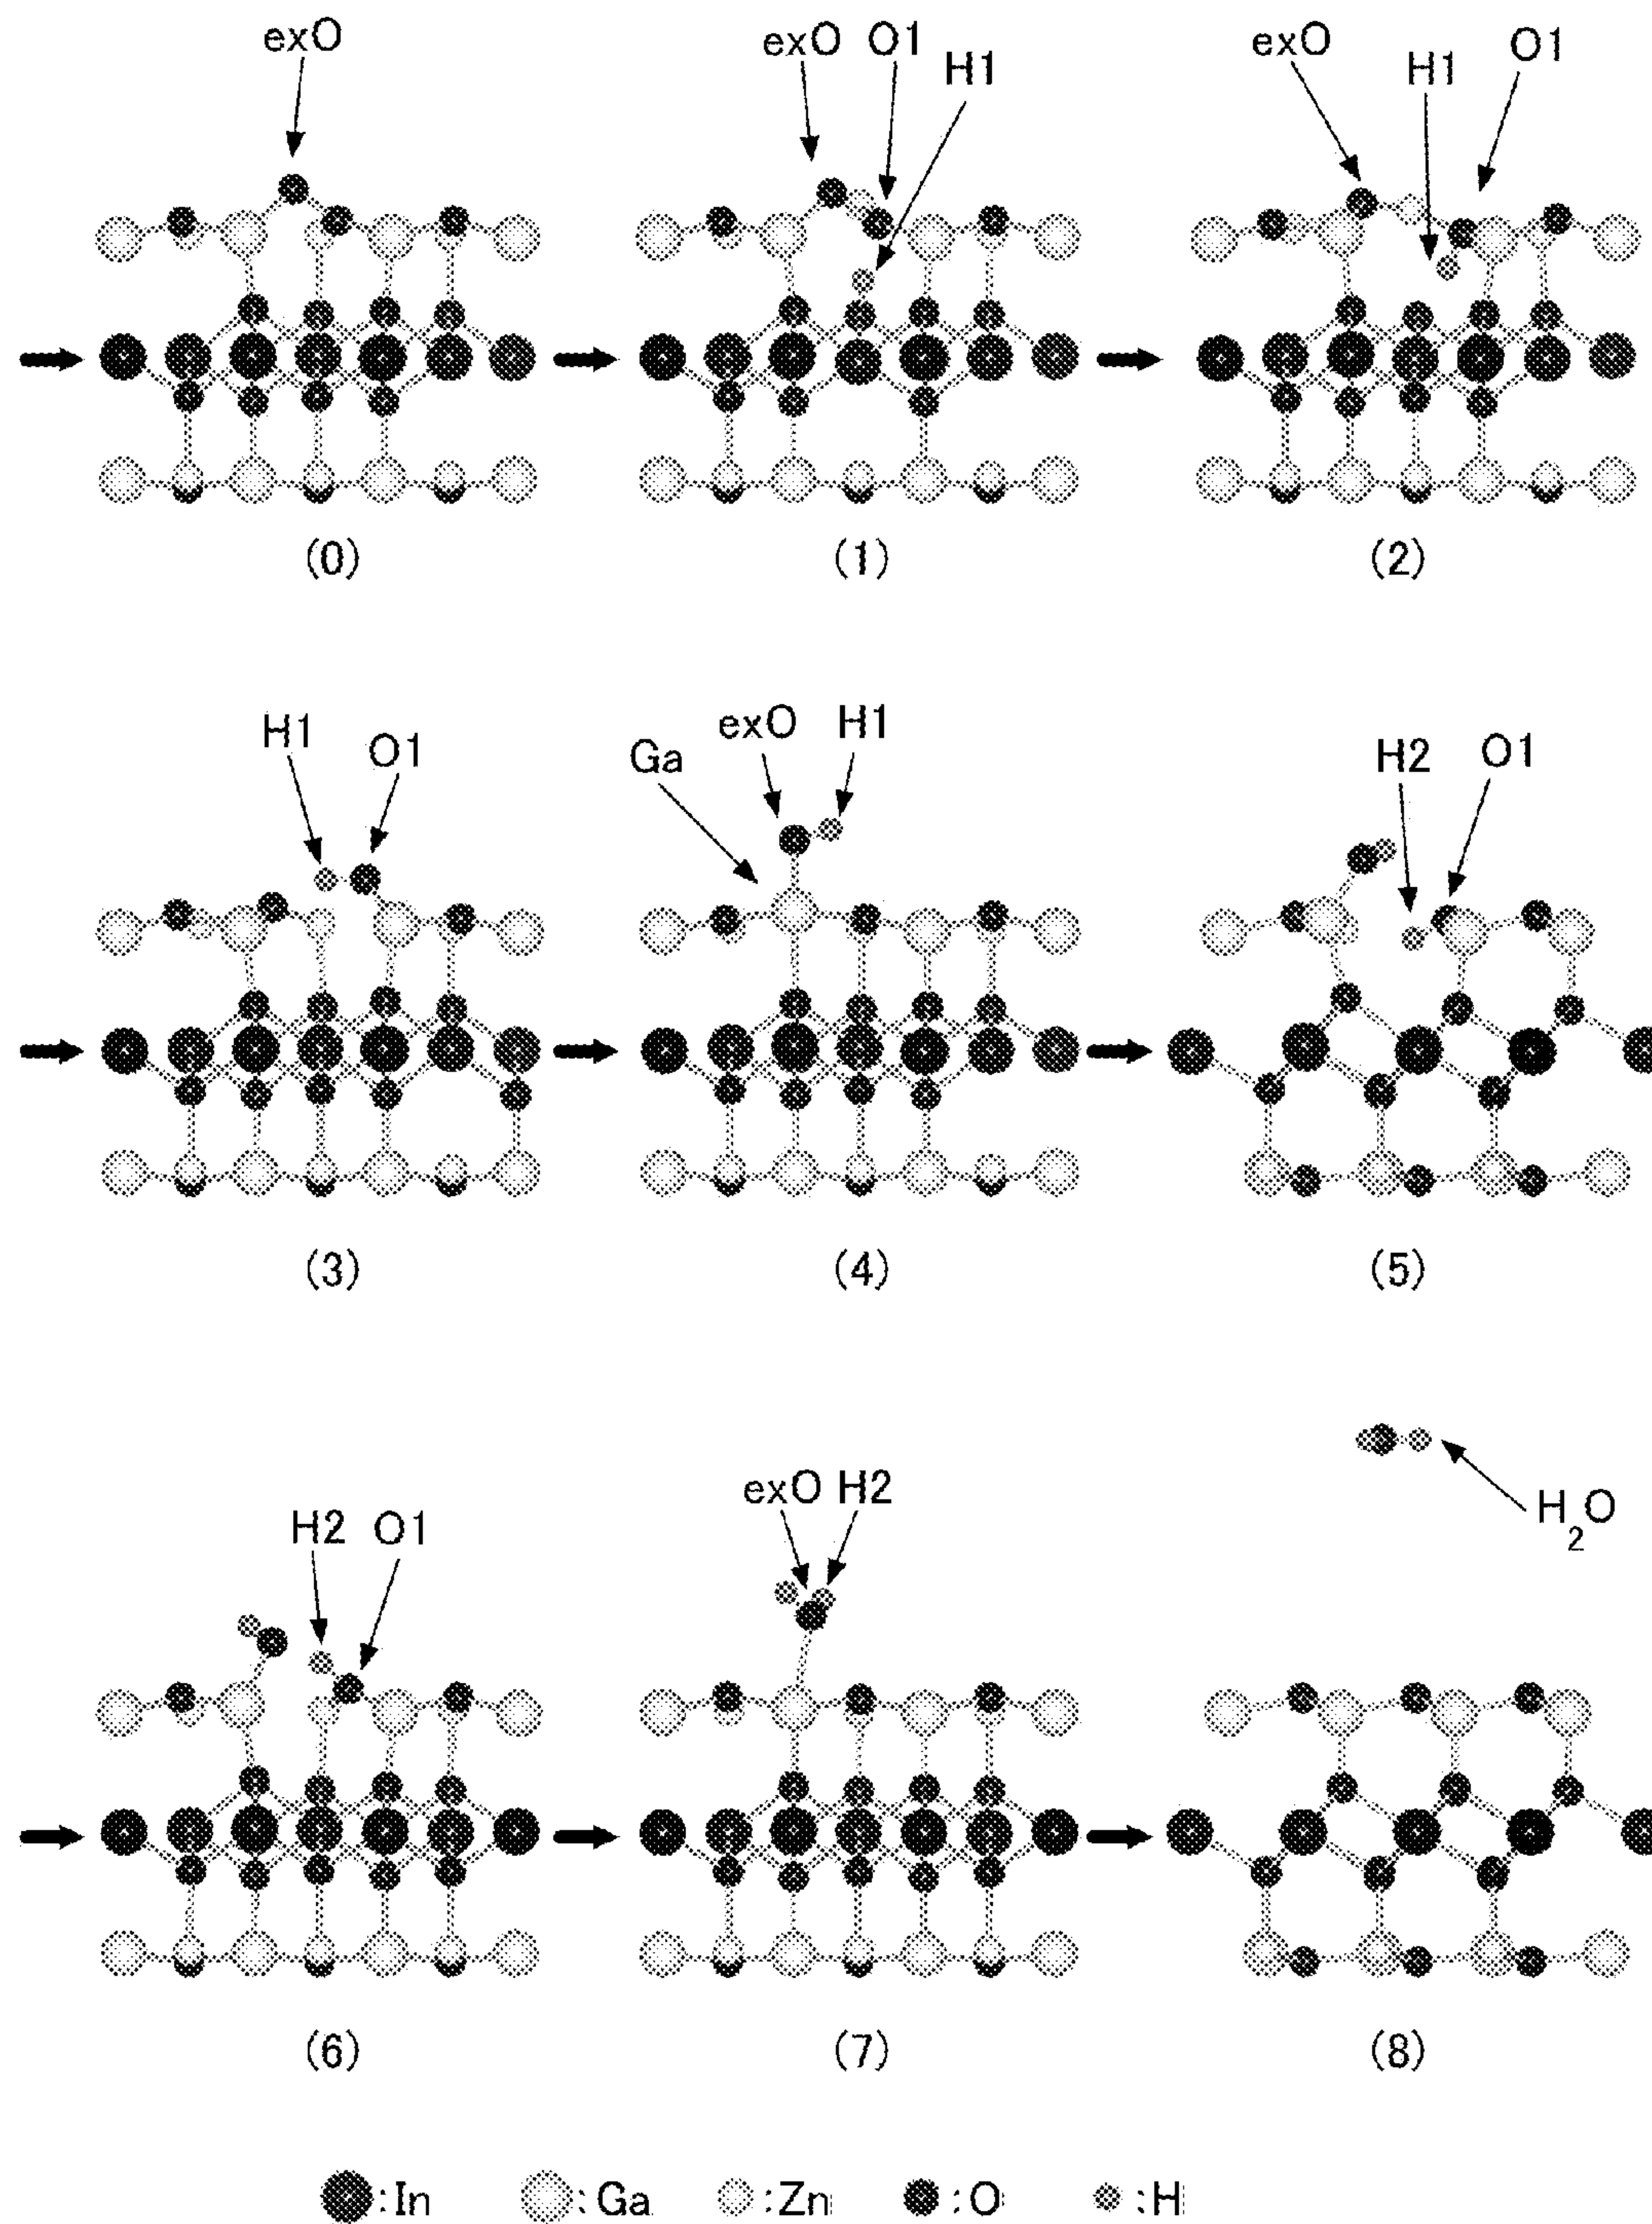 exO
exO O1
H1
exO
H1
O1
(0)
(1)
(2)
H1
O1
Ga
exO
H1
H2
O1
(3)
(4)
(5)
H2
O1
exO H2
H2O
(6)
(7)
(8)
:In
:Ga
:Zn
:O
:H